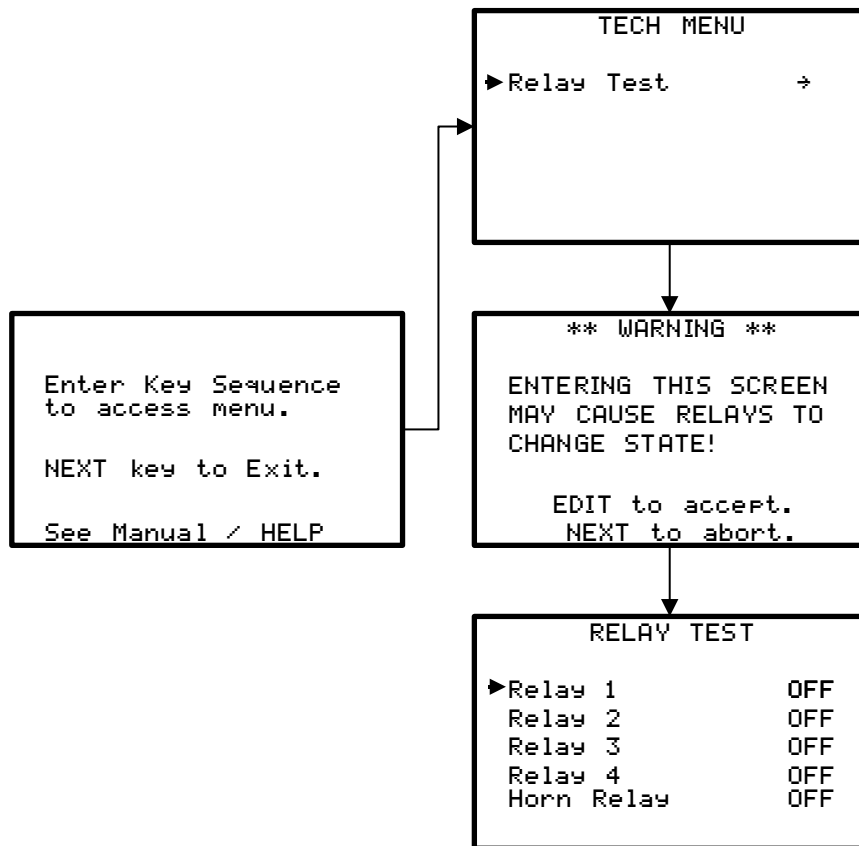 TECH MENU
Relay Test →
Enter Key Sequence
to access menu.
NEXT key to Exit.
See Manual / HELP
** WARNING **
ENTERING THIS SCREEN
MAY CAUSE RELAYS TO
CHANGE STATE!
EDIT to accept.
NEXT to abort.
RELAY TEST
Relay 1 OFF
Relay 2 OFF
Relay 3 OFF
Relay 4 OFF
Horn Relay OFF